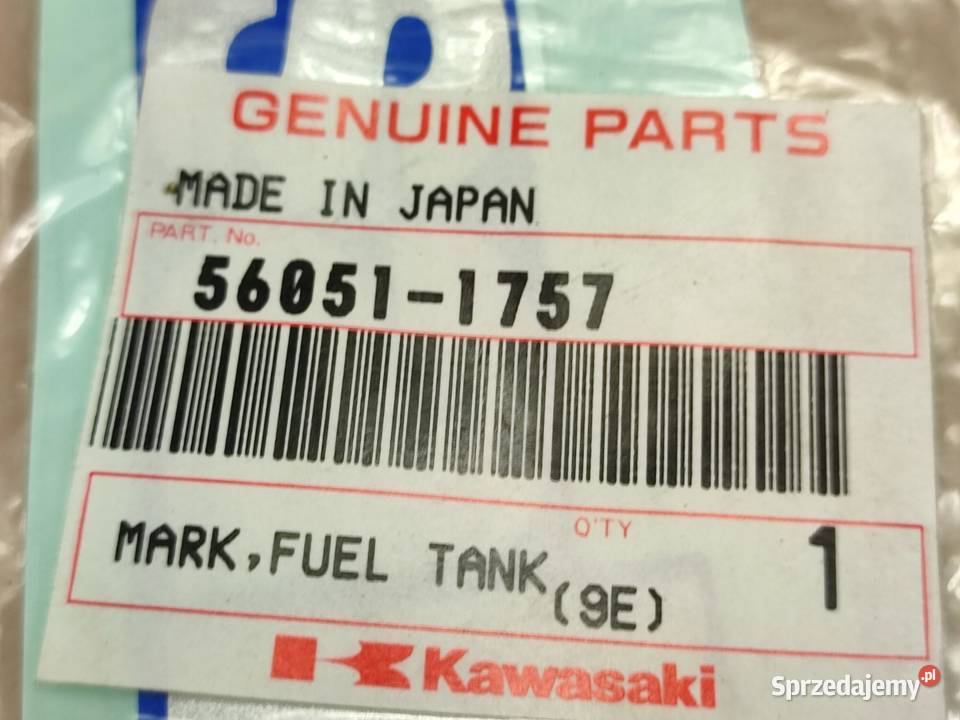 GENUINE PARTS
MADE IN JAPAN
PART. No.
56051-1757
Q'TY
MARK,FUEL TANK 1
(9E)
Kawasaki
Sprzedajemy.pl